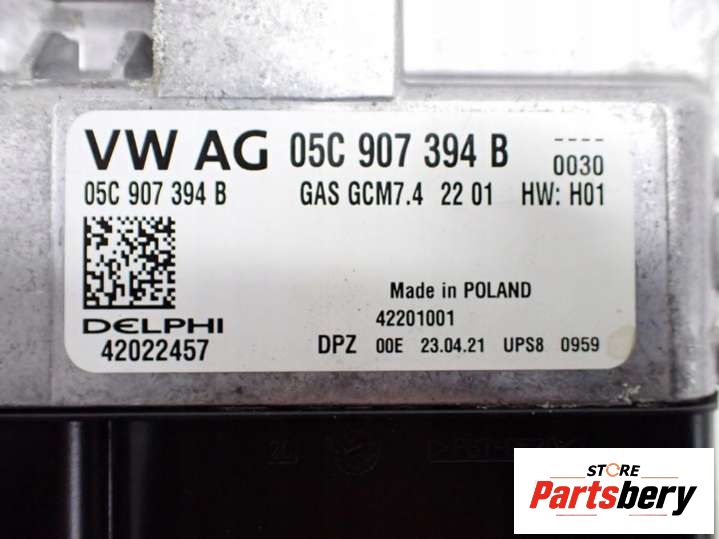 VW AG 05C 907 394 B
----
0030
05C 907 394 B GAS GCM7.4 22 01 HW: H01
Made in POLAND
DELPHI
42201001
42022457
DPZ 00E 23.04.21 UPS8 0959
STORE
Partsbery